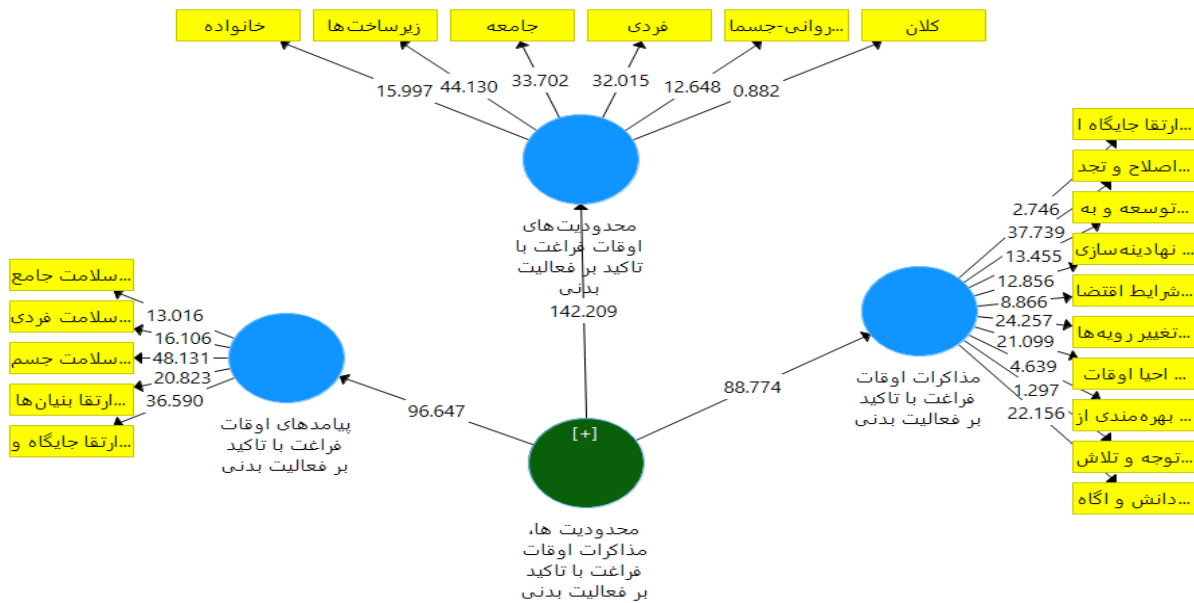 خانواده
زیرساخت‌ها
جامعه
فردی
روانی-جسما...
کلان
15.997
44.130
33.702
32.015
12.648
0.882
محدودیت‌های
اوقات فراغت با
تاکید بر فعالیت
بدنی
142.209
ارتقا جایگاه ا...
اصلاح و تجد...
توسعه و به...
نهادینه‌سازی ...
شرایط اقتضا...
تغییر رویه‌ها...
احیا اوقات ...
بهره‌مندی از ...
توجه و تلاش...
دانش و اگاه...
2.746
37.739
13.455
12.856
8.866
24.257
21.099
4.639
1.297
22.156
مذاکرات اوقات
فراغت با تاکید
بر فعالیت بدنی
88.774
سلامت جامع...
سلامت فردی...
سلامت جسم...
ارتقا بنیان‌ها...
ارتقا جایگاه و...
13.016
16.106
48.131
20.823
36.590
پیامدهای اوقات
فراغت با تاکید
بر فعالیت بدنی
96.647
[+]
محدودیت ها،
مذاکرات اوقات
فراغت با تاکید
بر فعالیت بدنی